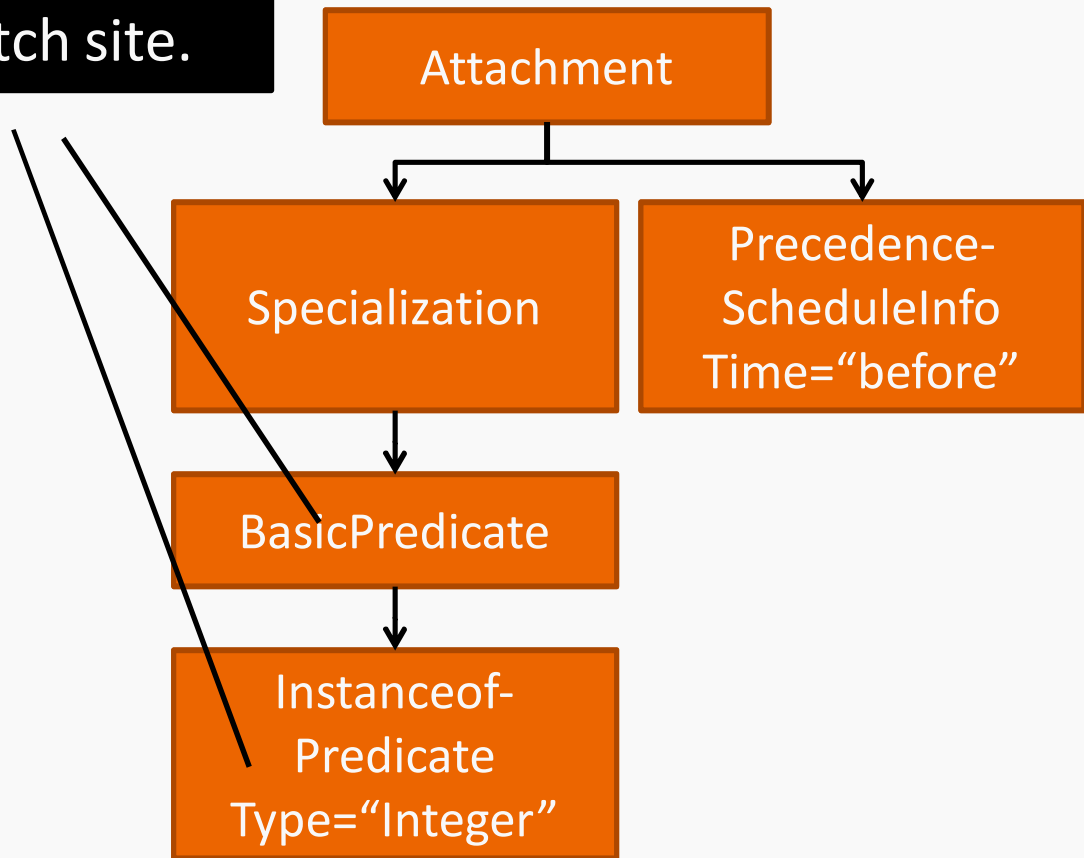 tch site.
Attachment
Specialization
Precedence-
ScheduleInfo
Time=“before”
BasicPredicate
Instanceof-
Predicate
Type=“Integer”